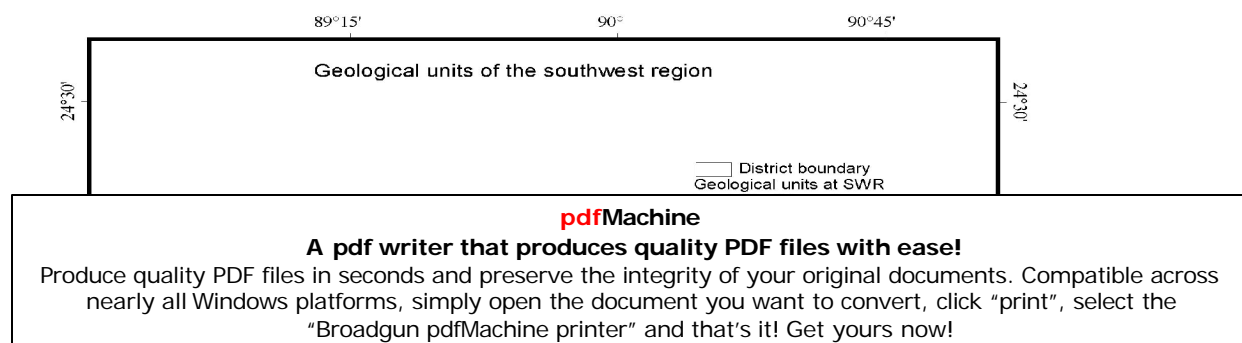 89°15' 90° 90°45'
Geological units of the southwest region
24°30' 24°30'
District boundary
Geological units at SWR
pdfMachine
A pdf writer that produces quality PDF files with ease!
Produce quality PDF files in seconds and preserve the integrity of your original documents. Compatible across
nearly all Windows platforms, simply open the document you want to convert, click “print”, select the
“Broadgun pdfMachine printer” and that’s it! Get yours now!